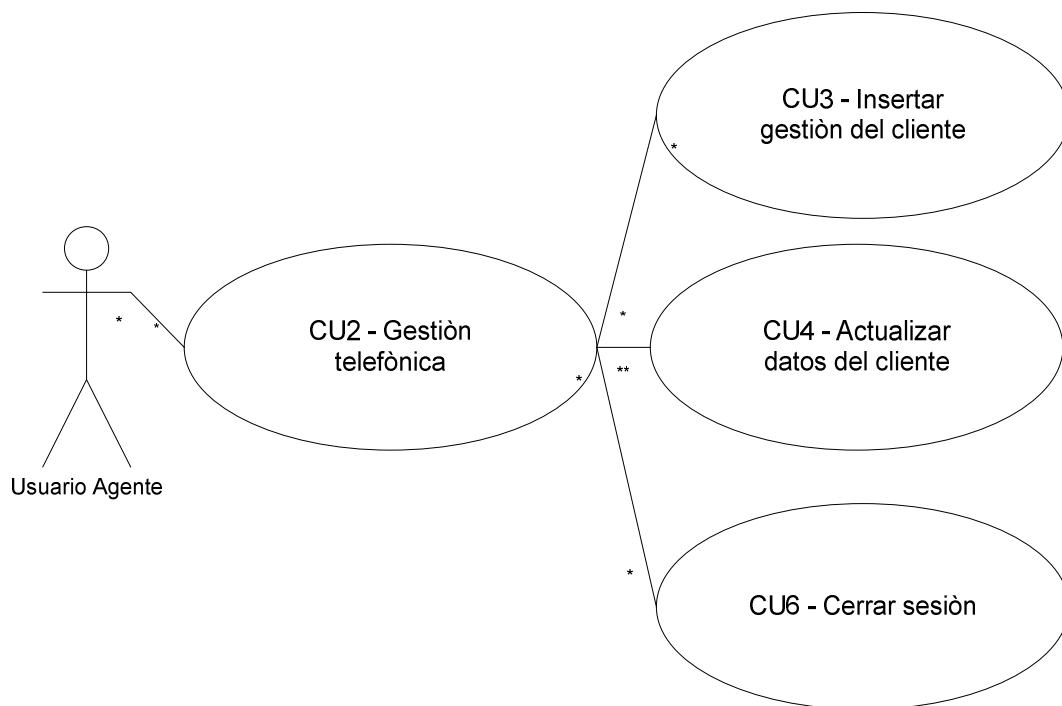 CU3 - Insertar
gestiòn del cliente
*
*
*
*
CU2 - Gestiòn
telefònica
CU4 - Actualizar
datos del cliente
**
*
Usuario Agente
*
CU6 - Cerrar sesiòn